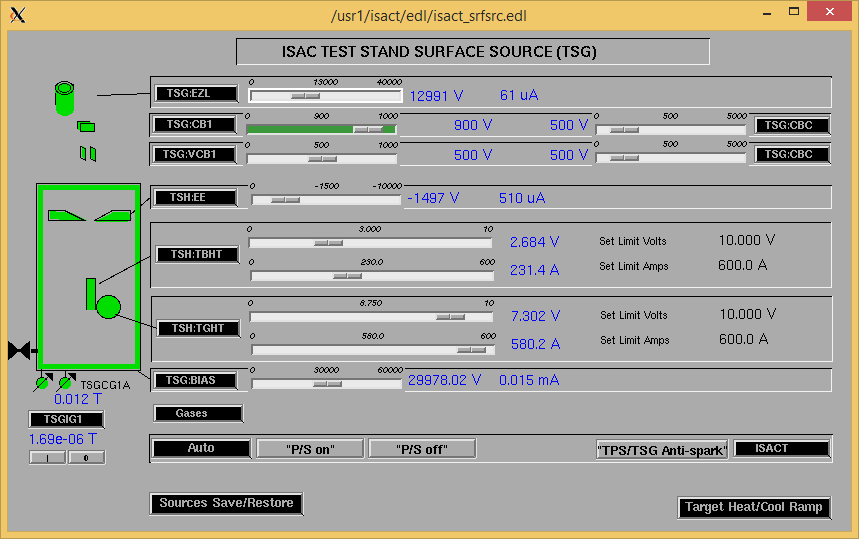 /usr1/isact/edl/isact_srfsrc.edl
ISAC TEST STAND SURFACE SOURCE (TSG)
TSG:EZL 0 13000 40000 12991 V 61 uA
TSG:CB1 0 900 1000 900 V 500 V 0 500 5000 TSG:CBC
TSG:VCB1 0 500 1000 500 V 500 V 0 500 5000 TSG:CBC
TSH:EE 0 -1500 -10000 -1497 V 510 uA
0 3.000 10 2.684 V Set Limit Volts 10.000 V
TSH:TBHT
0 230.0 600 231.4 A Set Limit Amps 600.0 A
0 8.750 10 7.302 V Set Limit Volts 10.000 V
TSH:TGHT
0 580.0 600 580.2 A Set Limit Amps 600.0 A
TSG:BIAS 0 30000 60000 29978.02 V 0.015 mA
TSGCG1A
0.012 T
TSGIG1
1.69e-06 T
I 0
Gases
Auto "P/S on" "P/S off" "TPS/TSG Anti-spark" ISACT
Sources Save/Restore
Target Heat/Cool Ramp